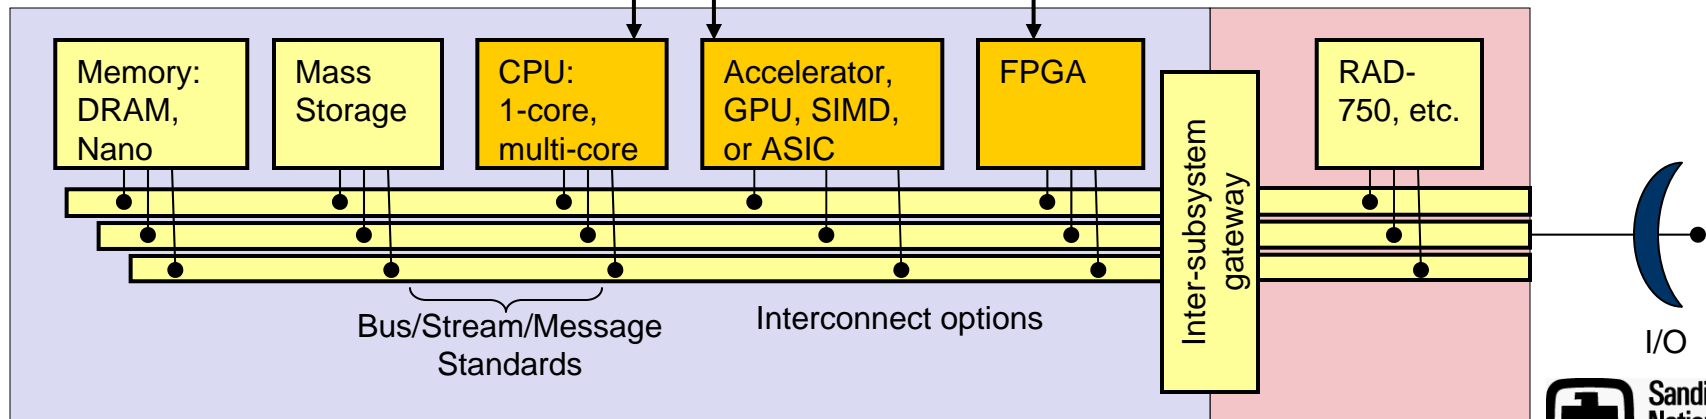 Memory:
DRAM,
Nano
Mass
Storage
CPU:
1-core,
multi-core
Accelerator,
GPU, SIMD,
or ASIC
FPGA
Inter-subsystem
gateway
RAD-
750, etc.
Bus/Stream/Message
Standards
Interconnect options
I/O